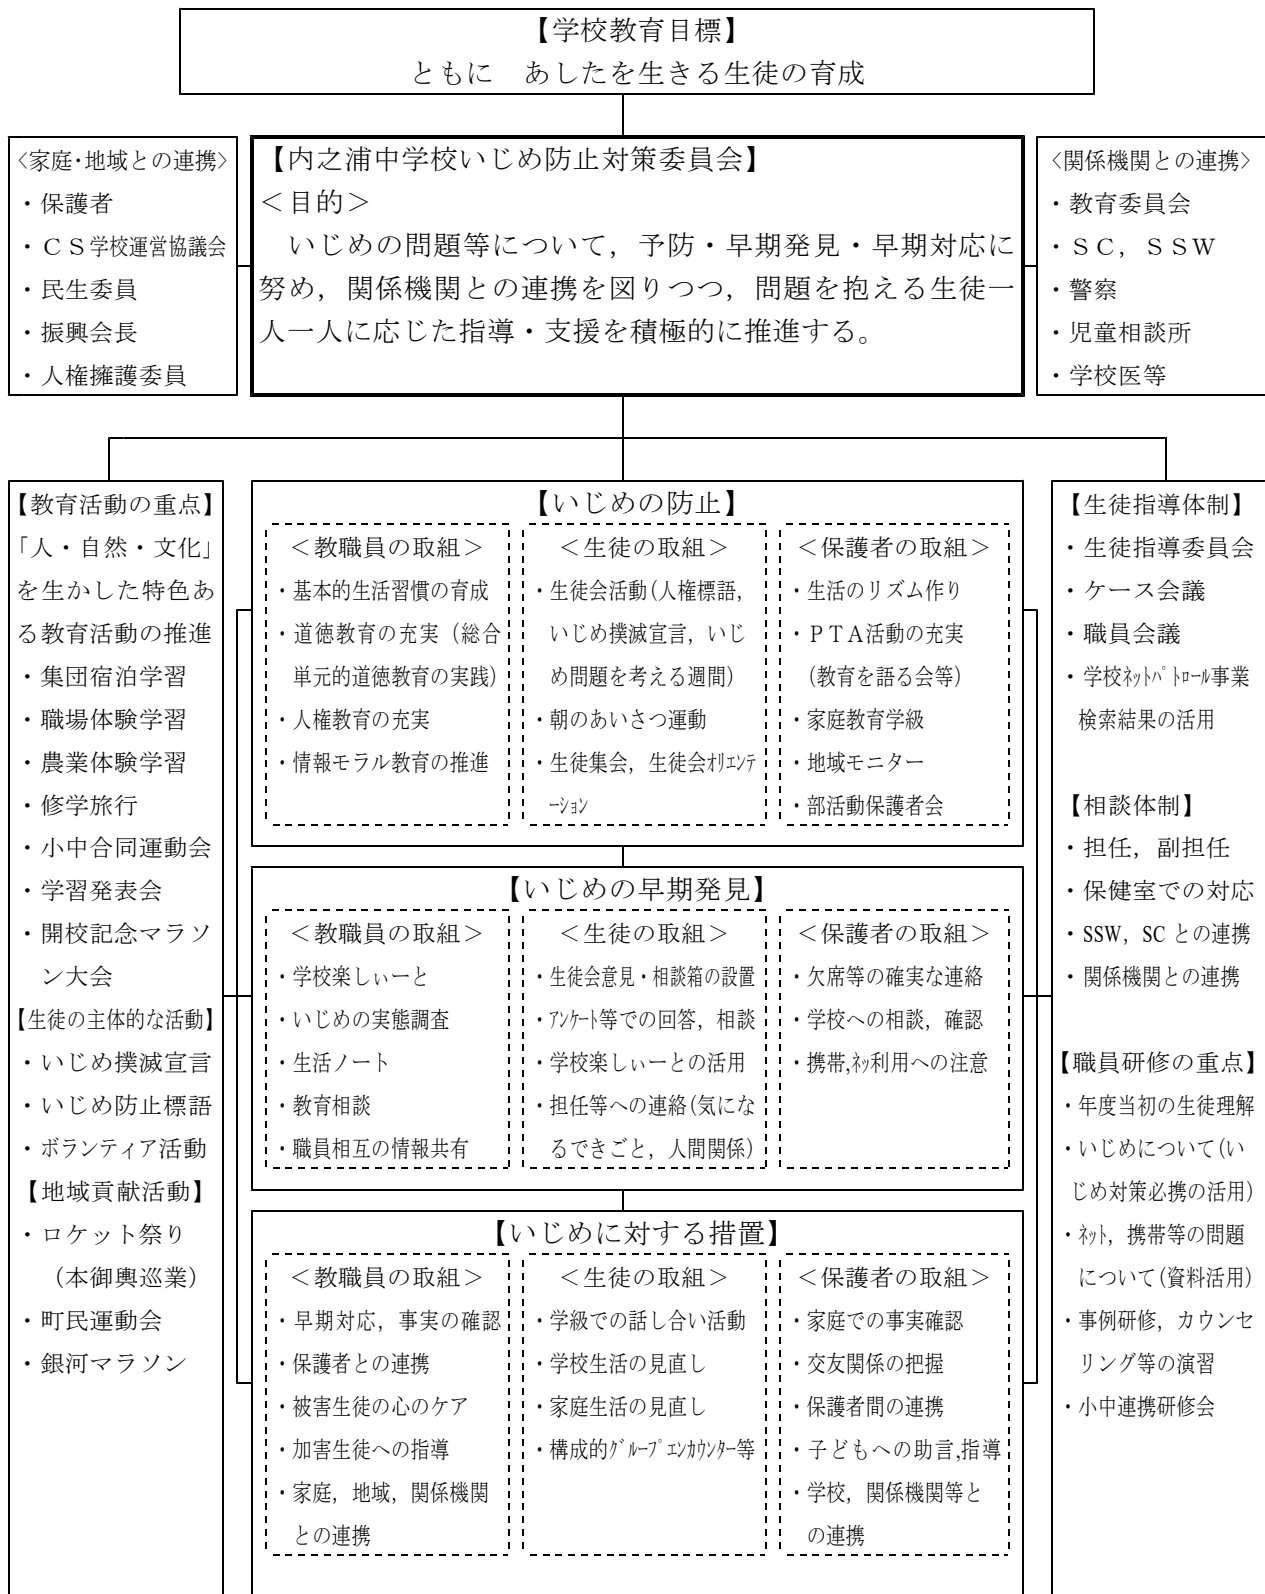 【学校教育目標】
ともに　あしたを生きる生徒の育成
〈家庭・地域との連携〉
・保護者
・ＣＳ学校運営協議会
・民生委員
・振興会長
・人権擁護委員
【内之浦中学校いじめ防止対策委員会】
＜目的＞
　いじめの問題等について，予防・早期発見・早期対応に
努め，関係機関との連携を図りつつ，問題を抱える生徒一
人一人に応じた指導・支援を積極的に推進する。
〈関係機関との連携〉
・教育委員会
・ＳＣ，ＳＳＷ
・警察
・児童相談所
・学校医等
【教育活動の重点】
「人・自然・文化」
を生かした特色あ
る教育活動の推進
・集団宿泊学習
・職場体験学習
・農業体験学習
・修学旅行
・小中合同運動会
・学習発表会
・開校記念マラソ
ン大会
【生徒の主体的な活動】
・いじめ撲滅宣言
・いじめ防止標語
・ボランティア活動
【地域貢献活動】
・ロケット祭り
（本御輿巡業）
・町民運動会
・銀河マラソン
【いじめの防止】
＜教職員の取組＞
・基本的生活習慣の育成
・道徳教育の充実（総合
単元的道徳教育の実践）
・人権教育の充実
・情報モラル教育の推進
＜生徒の取組＞
・生徒会活動(人権標語，
いじめ撲滅宣言，いじ
め問題を考える週間)
・朝のあいさつ運動
・生徒集会，生徒会ｵﾘｴﾝﾃ
ｰｼｮﾝ
＜保護者の取組＞
・生活のリズム作り
・ＰＴＡ活動の充実
（教育を語る会等）
・家庭教育学級
・地域モニター
・部活動保護者会
【いじめの早期発見】
＜教職員の取組＞
・学校楽しぃーと
・いじめの実態調査
・生活ノート
・教育相談
・職員相互の情報共有
＜生徒の取組＞
・生徒会意見・相談箱の設置
・ｱﾝｹｰﾄ等での回答，相談
・学校楽しぃーとの活用
・担任等への連絡(気にな
るできごと，人間関係)
＜保護者の取組＞
・欠席等の確実な連絡
・学校への相談，確認
・携帯,ﾈｯﾄ利用への注意
【いじめに対する措置】
＜教職員の取組＞
・早期対応，事実の確認
・保護者との連携
・被害生徒の心のケア
・加害生徒への指導
・家庭，地域，関係機関
との連携
＜生徒の取組＞
・学級での話し合い活動
・学校生活の見直し
・家庭生活の見直し
・構成的ｸﾞﾙｰﾌﾟｴﾝｶｳﾝﾀｰ等
＜保護者の取組＞
・家庭での事実確認
・交友関係の把握
・保護者間の連携
・子どもへの助言,指導
・学校，関係機関等と
の連携
【生徒指導体制】
・生徒指導委員会
・ケース会議
・職員会議
・学校ﾈｯﾄﾊﾟﾄﾛｰﾙ事業
検索結果の活用
【相談体制】
・担任，副担任
・保健室での対応
・SSW，SC との連携
・関係機関との連携
【職員研修の重点】
・年度当初の生徒理解
・いじめについて(い
じめ対策必携の活用)
・ﾈｯﾄ，携帯等の問題
について(資料活用)
・事例研修，カウンセ
リング等の演習
・小中連携研修会